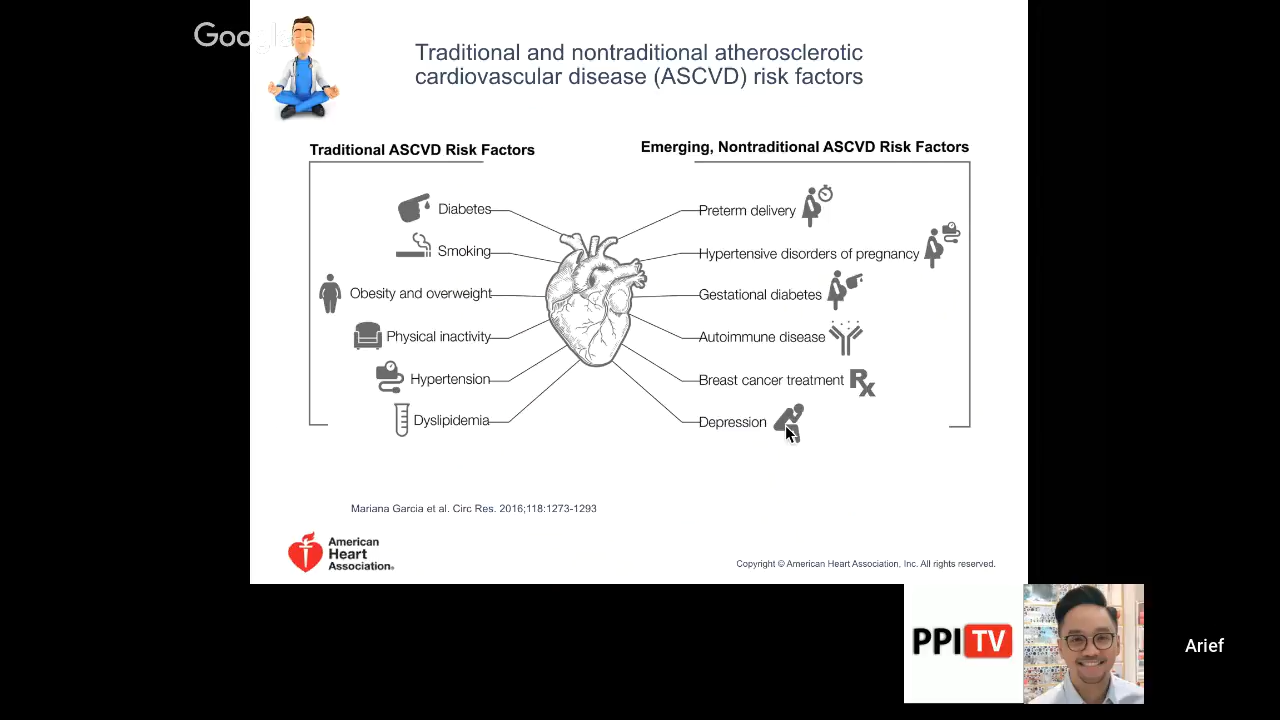 Google
Traditional and nontraditional atherosclerotic
cardiovascular disease (ASCVD) risk factors
Traditional ASCVD Risk Factors
Diabetes
Smoking
Obesity and overweight
Physical inactivity
Hypertension
Dyslipidemia
Emerging, Nontraditional ASCVD Risk Factors
Preterm delivery
Hypertensive disorders of pregnancy
Gestational diabetes
Autoimmune disease
Breast cancer treatment
Rx
Depression
Mariana Garcia et al. Circ Res. 2016;118:1273-1293
American
Heart
Association®
Copyright © American Heart Association, Inc. All rights reserved.
PPI TV
Arief